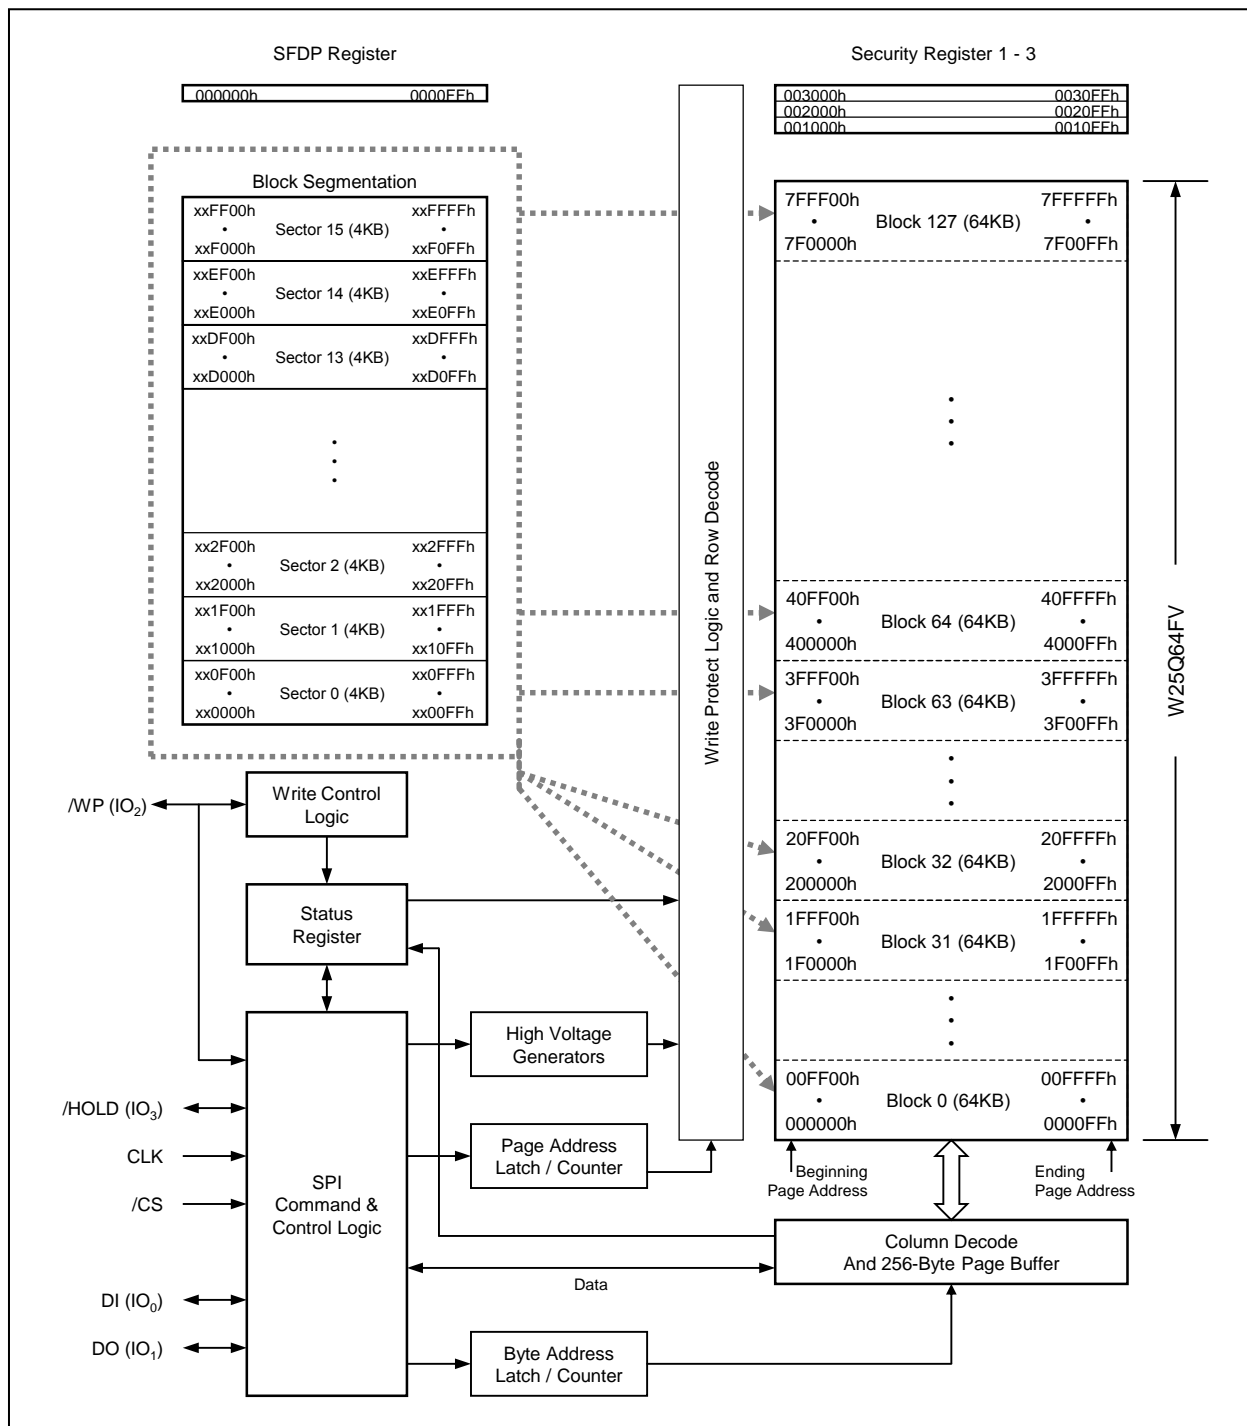 SFDP Register
000000h 0000FFh
Security Register 1 - 3
003000h 0030FFh
002000h 0020FFh
001000h 0010FFh
Block Segmentation
xxFF00h xxFFFFh
• Sector 15 (4KB) •
xxF000h xxF0FFh
xxEF00h xxEFFFh
• Sector 14 (4KB) •
xxE000h xxE0FFh
xxDF00h xxDFFFh
• Sector 13 (4KB) •
xxD000h xxD0FFh
xx2F00h xx2FFFh
• Sector 2 (4KB) •
xx2000h xx20FFh
xx1F00h xx1FFFh
• Sector 1 (4KB) •
xx1000h xx10FFh
xx0F00h xx0FFFh
• Sector 0 (4KB) •
xx0000h xx00FFh
Write Protect Logic and Row Decode
7FFF00h 7FFFFFh
• Block 127 (64KB) •
7F0000h 7F00FFh
40FF00h 40FFFFh
• Block 64 (64KB) •
400000h 4000FFh
3FFF00h 3FFFFFh
• Block 63 (64KB) •
3F0000h 3F00FFh
20FF00h 20FFFFh
• Block 32 (64KB) •
200000h 2000FFh
1FFF00h 1FFFFFh
• Block 31 (64KB) •
1F0000h 1F00FFh
00FF00h 00FFFFh
• Block 0 (64KB) •
000000h 0000FFh
W25Q64FV
Beginning
Page Address
Ending
Page Address
/WP (IO₂)
Write Control
Logic
Status
Register
High Voltage
Generators
/HOLD (IO₃)
CLK
/CS
Page Address
Latch / Counter
SPI
Command &
Control Logic
Column Decode
And 256-Byte Page Buffer
Data
DI (IO₀)
DO (IO₁)
Byte Address
Latch / Counter